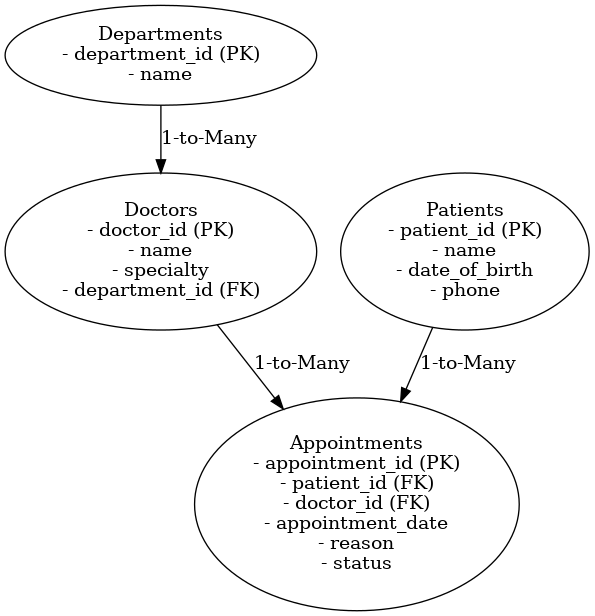 Departments
- department_id (PK)
- name
1-to-Many
Doctors
- doctor_id (PK)
- name
- specialty
- department_id (FK)
Patients
- patient_id (PK)
- name
- date_of_birth
- phone
1-to-Many
1-to-Many
Appointments
- appointment_id (PK)
- patient_id (FK)
- doctor_id (FK)
- appointment_date
- reason
- status